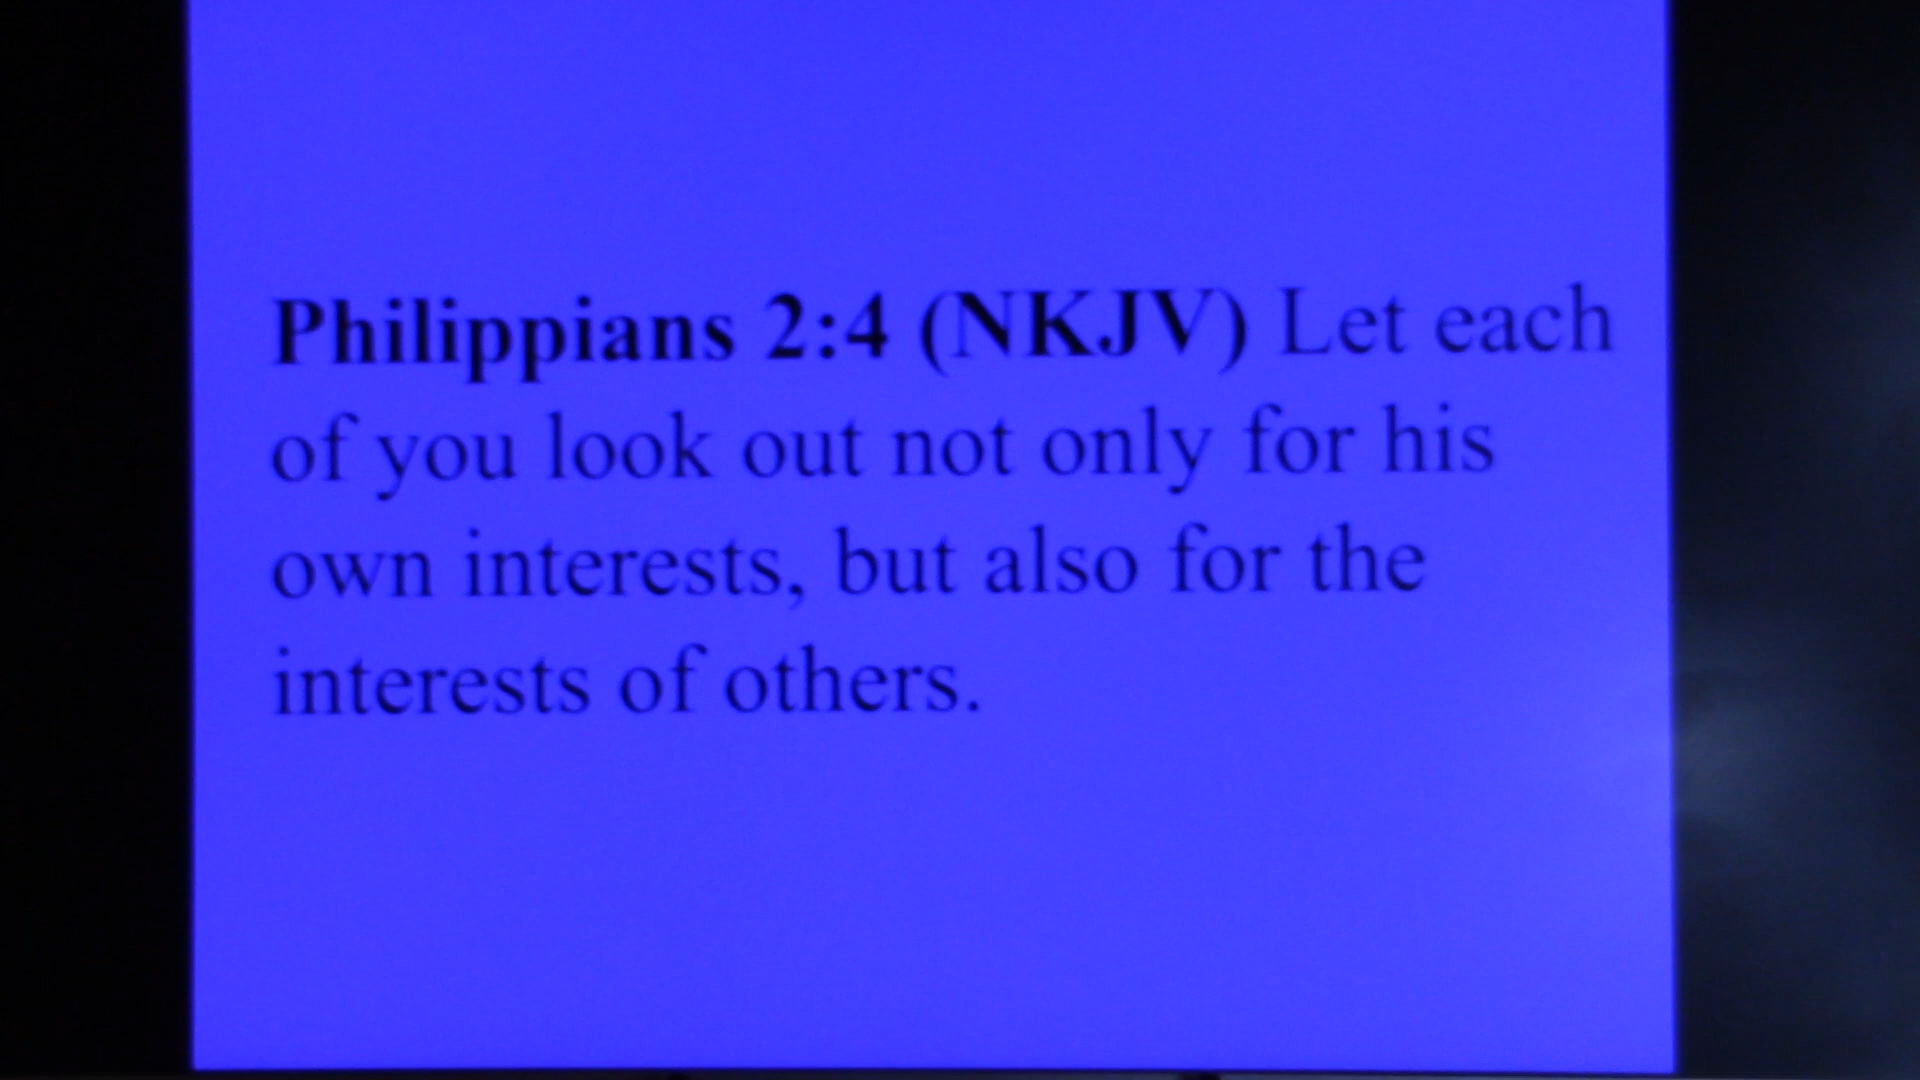 Philippians 2:4 (NKJV) Let each
of you look out not only for his
own interests, but also for the
interests of others.